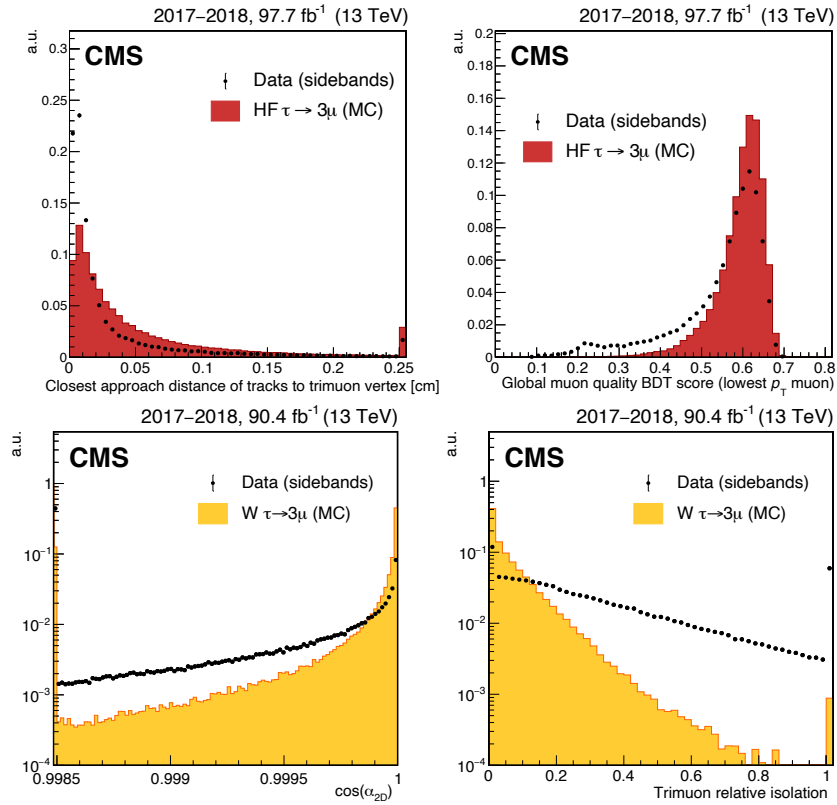 2017–2018, 97.7 fb⁻¹ (13 TeV)
a.u.
CMS
Data (sidebands)
HF τ → 3μ (MC)
0.3
0.25
0.2
0.15
0.1
0.05
0
0 0.05 0.1 0.15 0.2 0.25
Closest approach distance of tracks to trimuon vertex [cm]
2017–2018, 97.7 fb⁻¹ (13 TeV)
a.u.
CMS
Data (sidebands)
HF τ → 3μ (MC)
0.2
0.18
0.16
0.14
0.12
0.1
0.08
0.06
0.04
0.02
0
0 0.1 0.2 0.3 0.4 0.5 0.6 0.7 0.8
Global muon quality BDT score (lowest p_T muon)
2017–2018, 90.4 fb⁻¹ (13 TeV)
a.u.
CMS
Data (sidebands)
W τ→3μ (MC)
1
10⁻¹
10⁻²
10⁻³
10⁻⁴
0.9985 0.999 0.9995 1
cos(α_2D)
2017–2018, 90.4 fb⁻¹ (13 TeV)
a.u.
CMS
Data (sidebands)
W τ→3μ (MC)
1
10⁻¹
10⁻²
10⁻³
10⁻⁴
0 0.2 0.4 0.6 0.8 1
Trimuon relative isolation